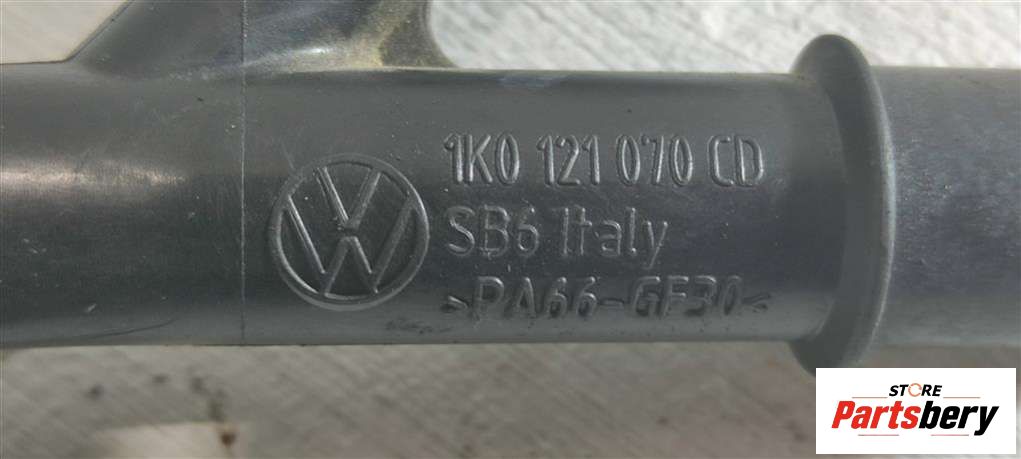 1K0 121 070 CD
SB6 Italy
>PA66-GF30<
STORE
Partsbery